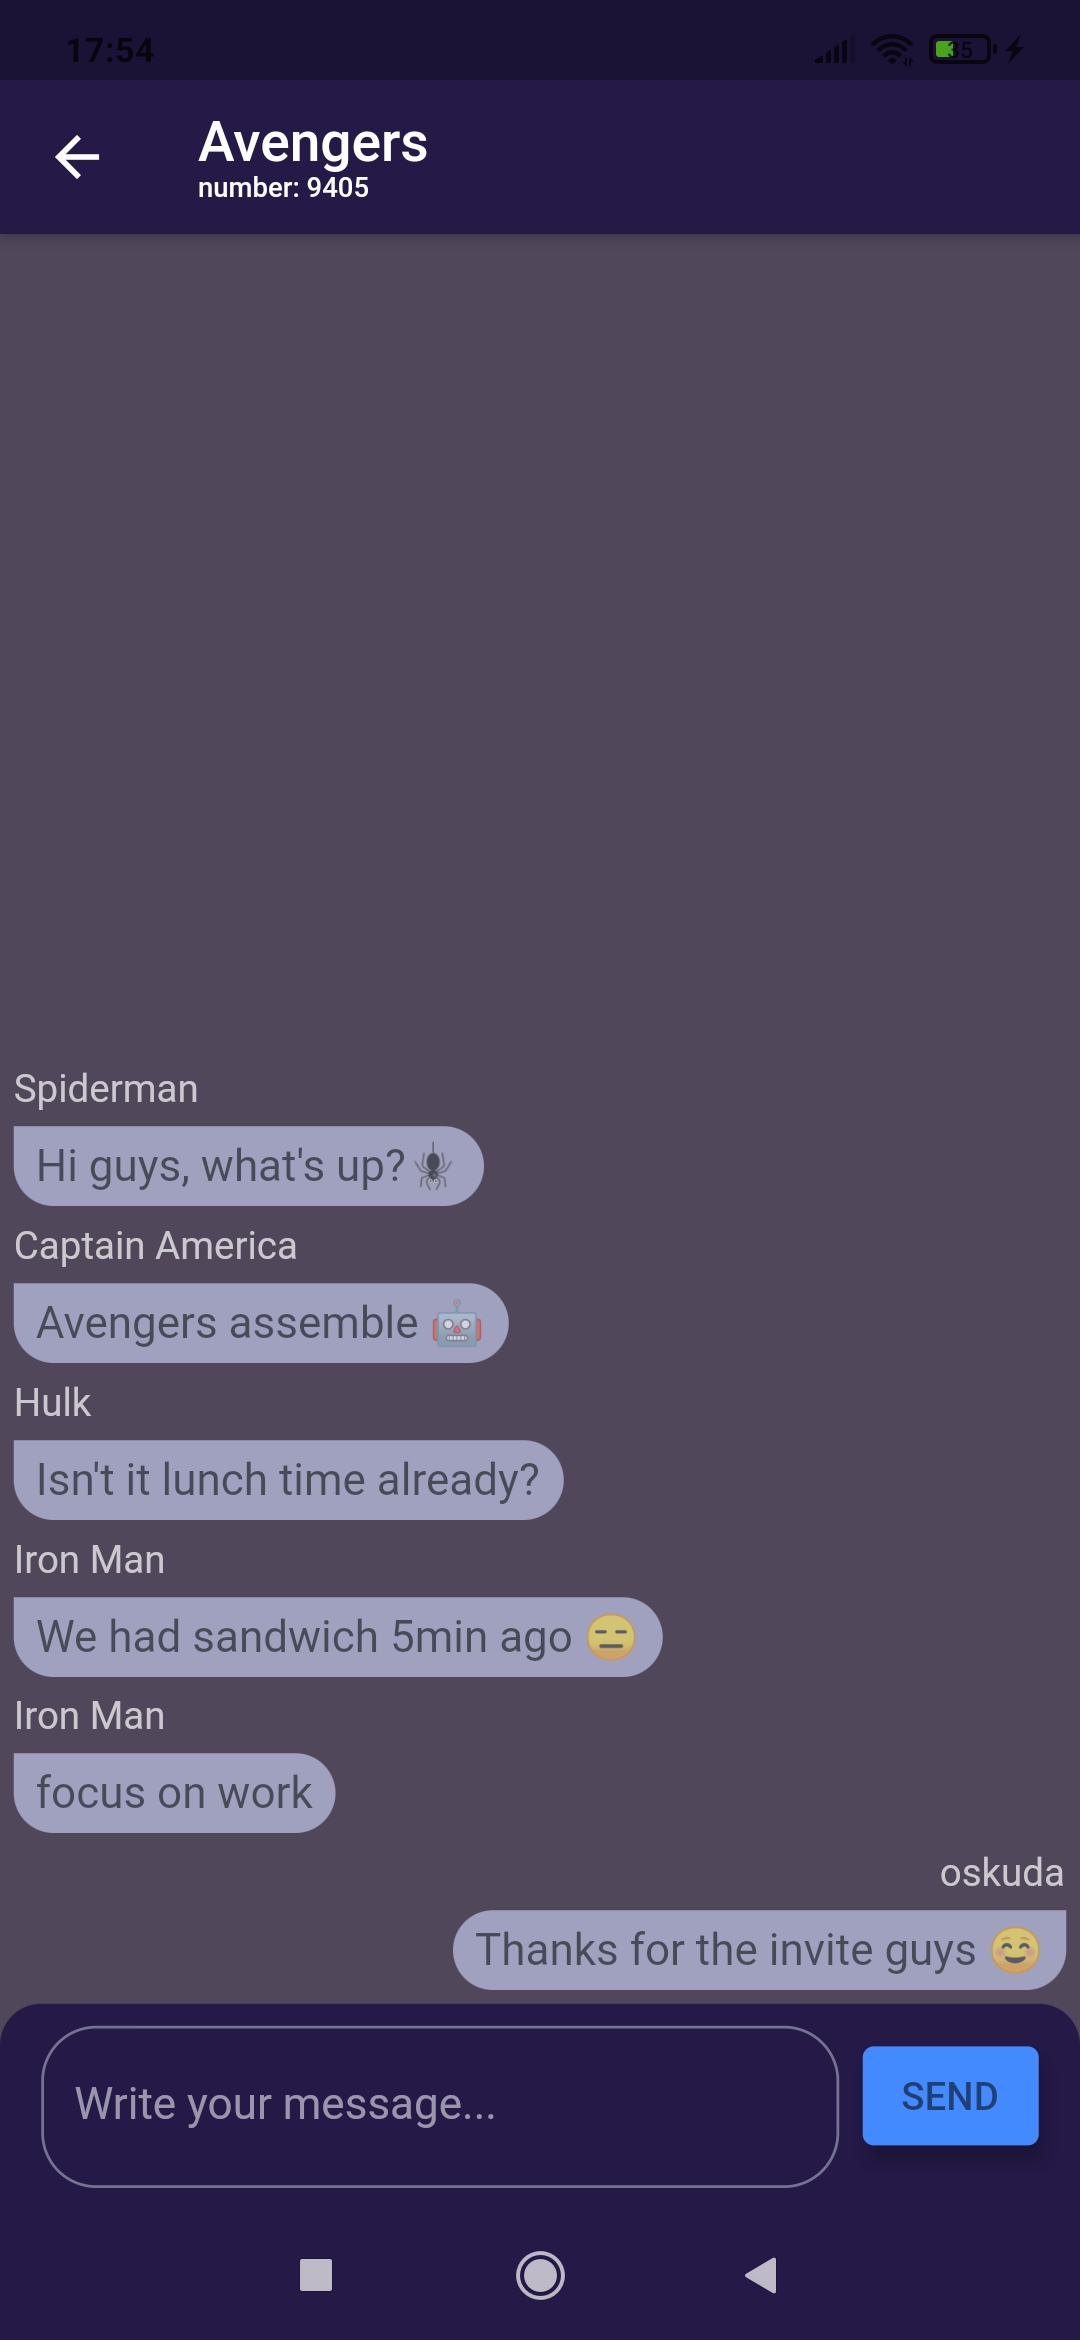 17:54
35
Avengers
number: 9405
Spiderman
Hi guys, what's up?🕷
Captain America
Avengers assemble 🤖
Hulk
Isn't it lunch time already?
Iron Man
We had sandwich 5min ago 😑
Iron Man
focus on work
oskuda
Thanks for the invite guys 😊
Write your message...
SEND